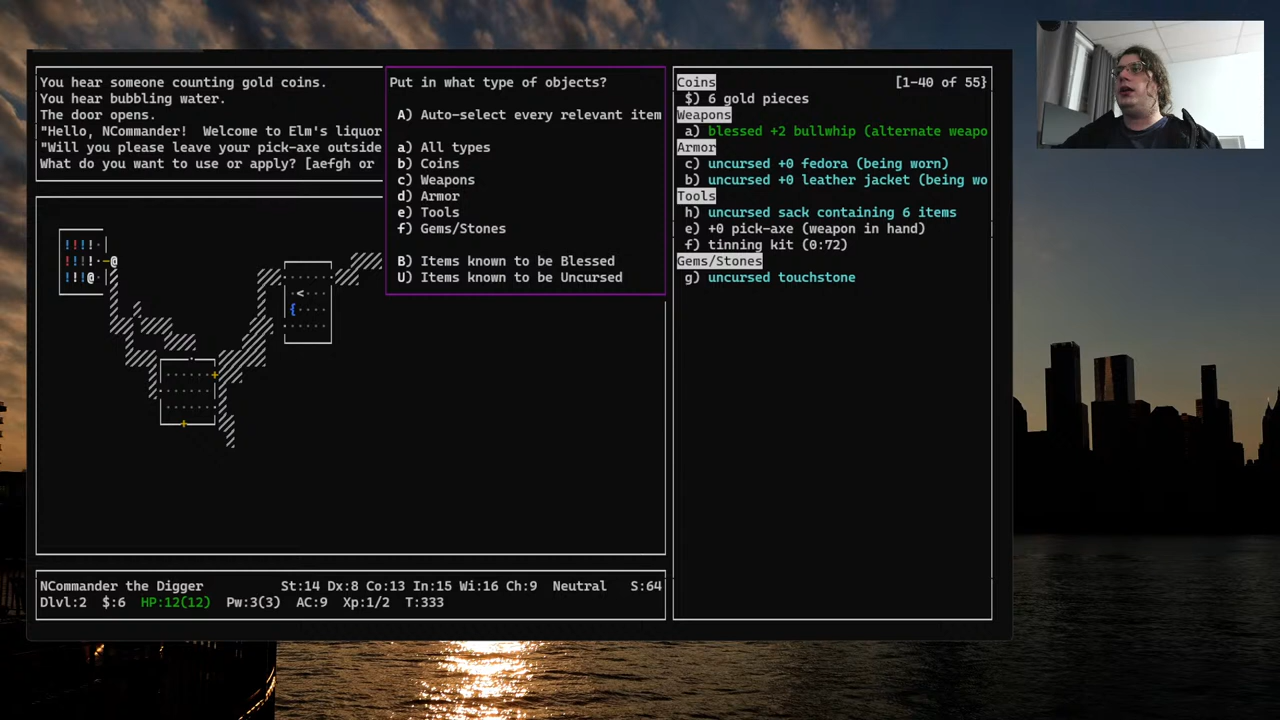 You hear someone counting gold coins.
You hear bubbling water.
The door opens.
"Hello, NCommander!  Welcome to Elm's liquor
"Will you please leave your pick-axe outside
What do you want to use or apply? [aefgh or
Put in what type of objects?
A) Auto-select every relevant item
a) All types
b) Coins
c) Weapons
d) Armor
e) Tools
f) Gems/Stones
B) Items known to be Blessed
U) Items known to be Uncursed
Coins [1-40 of 55}
$) 6 gold pieces
Weapons
a) blessed +2 bullwhip (alternate weapo
Armor
c) uncursed +0 fedora (being worn)
b) uncursed +0 leather jacket (being wo
Tools
h) uncursed sack containing 6 items
e) +0 pick-axe (weapon in hand)
f) tinning kit (0:72)
Gems/Stones
g) uncursed touchstone
NCommander the Digger St:14 Dx:8 Co:13 In:15 Wi:16 Ch:9 Neutral S:64
Dlvl:2 $:6 HP:12(12) Pw:3(3) AC:9 Xp:1/2 T:333